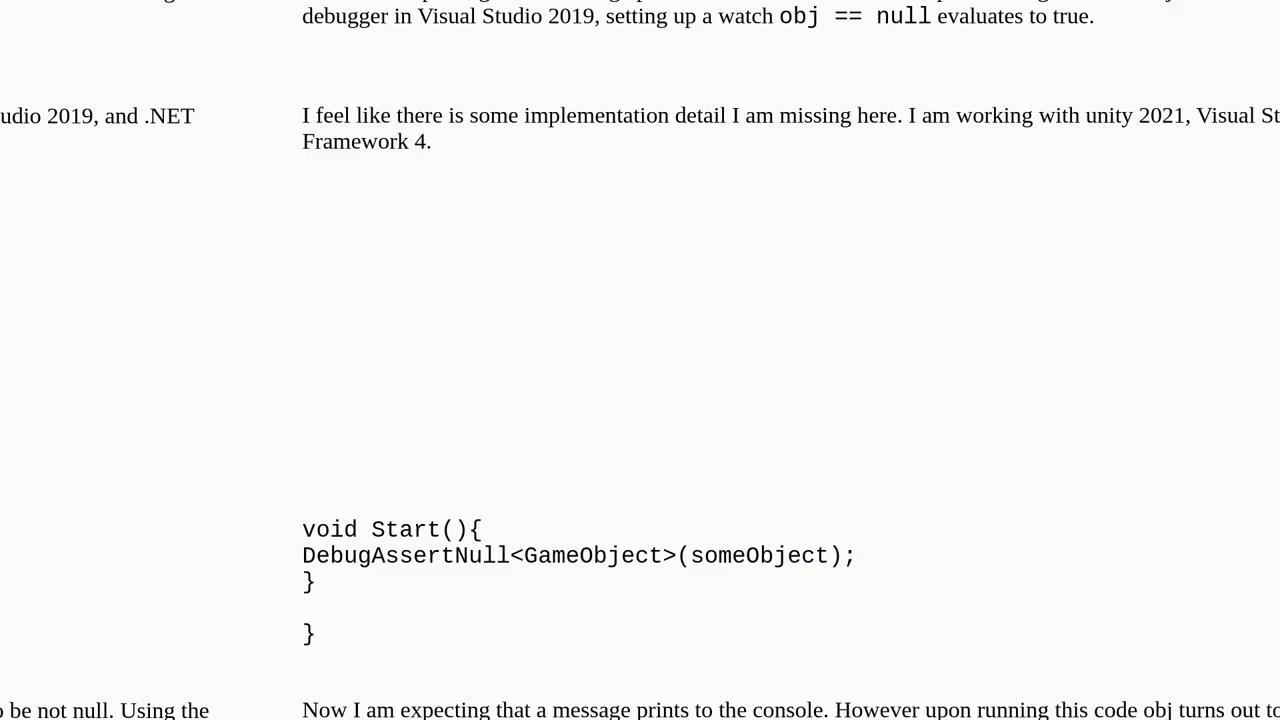 debugger in Visual Studio 2019, setting up a watch obj == null evaluates to true.
udio 2019, and .NET
I feel like there is some implementation detail I am missing here. I am working with unity 2021, Visual St
Framework 4.
void Start(){
DebugAssertNull<GameObject>(someObject);
}
}
o be not null. Using the
Now I am expecting that a message prints to the console. However upon running this code obj turns out to